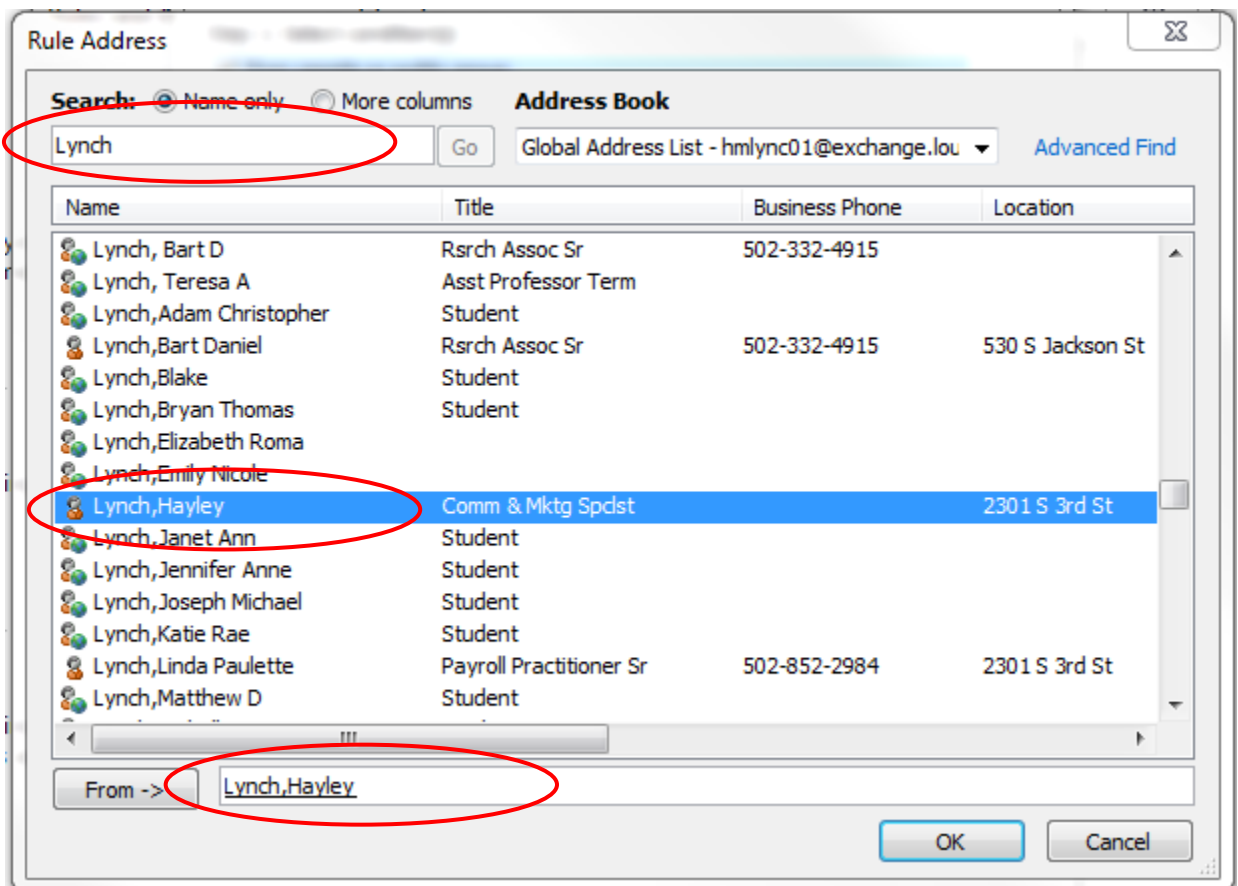 Rule Address
Search: Name only More columns Address Book
Lynch Go Global Address List - hmlync01@exchange.lou Advanced Find
Name Title Business Phone Location
Lynch, Bart D Rsrch Assoc Sr 502-332-4915
Lynch, Teresa A Asst Professor Term
Lynch,Adam Christopher Student
Lynch,Bart Daniel Rsrch Assoc Sr 502-332-4915 530 S Jackson St
Lynch,Blake Student
Lynch,Bryan Thomas Student
Lynch,Elizabeth Roma
Lynch,Emily Nicole
Lynch,Hayley Comm & Mktg Spclst 2301 S 3rd St
Lynch,Janet Ann Student
Lynch,Jennifer Anne Student
Lynch,Joseph Michael Student
Lynch,Katie Rae Student
Lynch,Linda Paulette Payroll Practitioner Sr 502-852-2984 2301 S 3rd St
Lynch,Matthew D Student
From -> Lynch,Hayley
OK Cancel